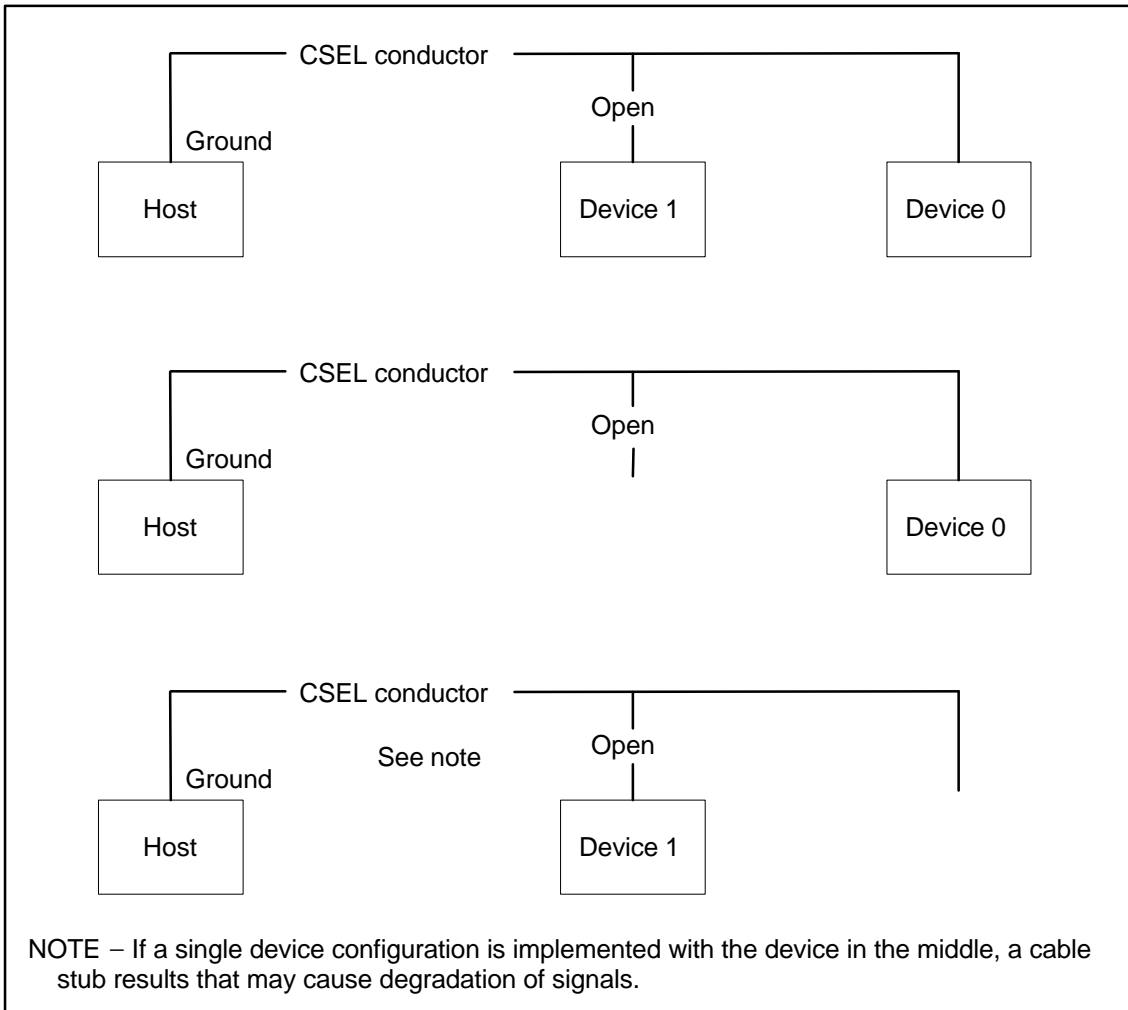 CSEL conductor
Open
Ground
Host
Device 1
Device 0
CSEL conductor
Open
Ground
Host
Device 0
CSEL conductor
See note
Open
Ground
Host
Device 1
NOTE – If a single device configuration is implemented with the device in the middle, a cable
stub results that may cause degradation of signals.